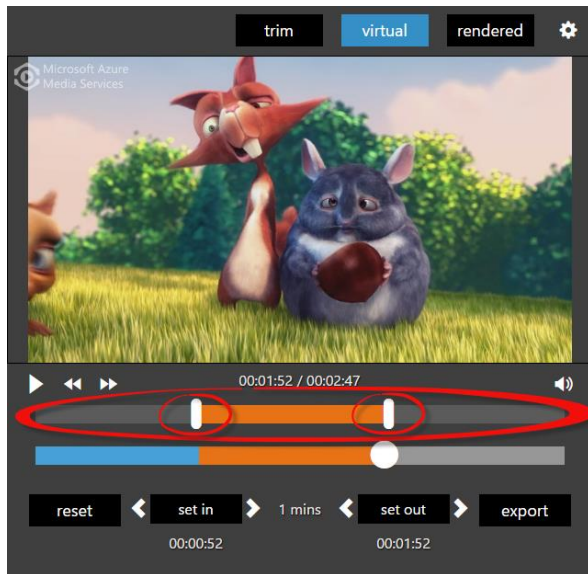 trim virtual rendered
Microsoft Azure
Media Services
00:01:52 / 00:02:47
reset set in 1 mins set out export
00:00:52 00:01:52